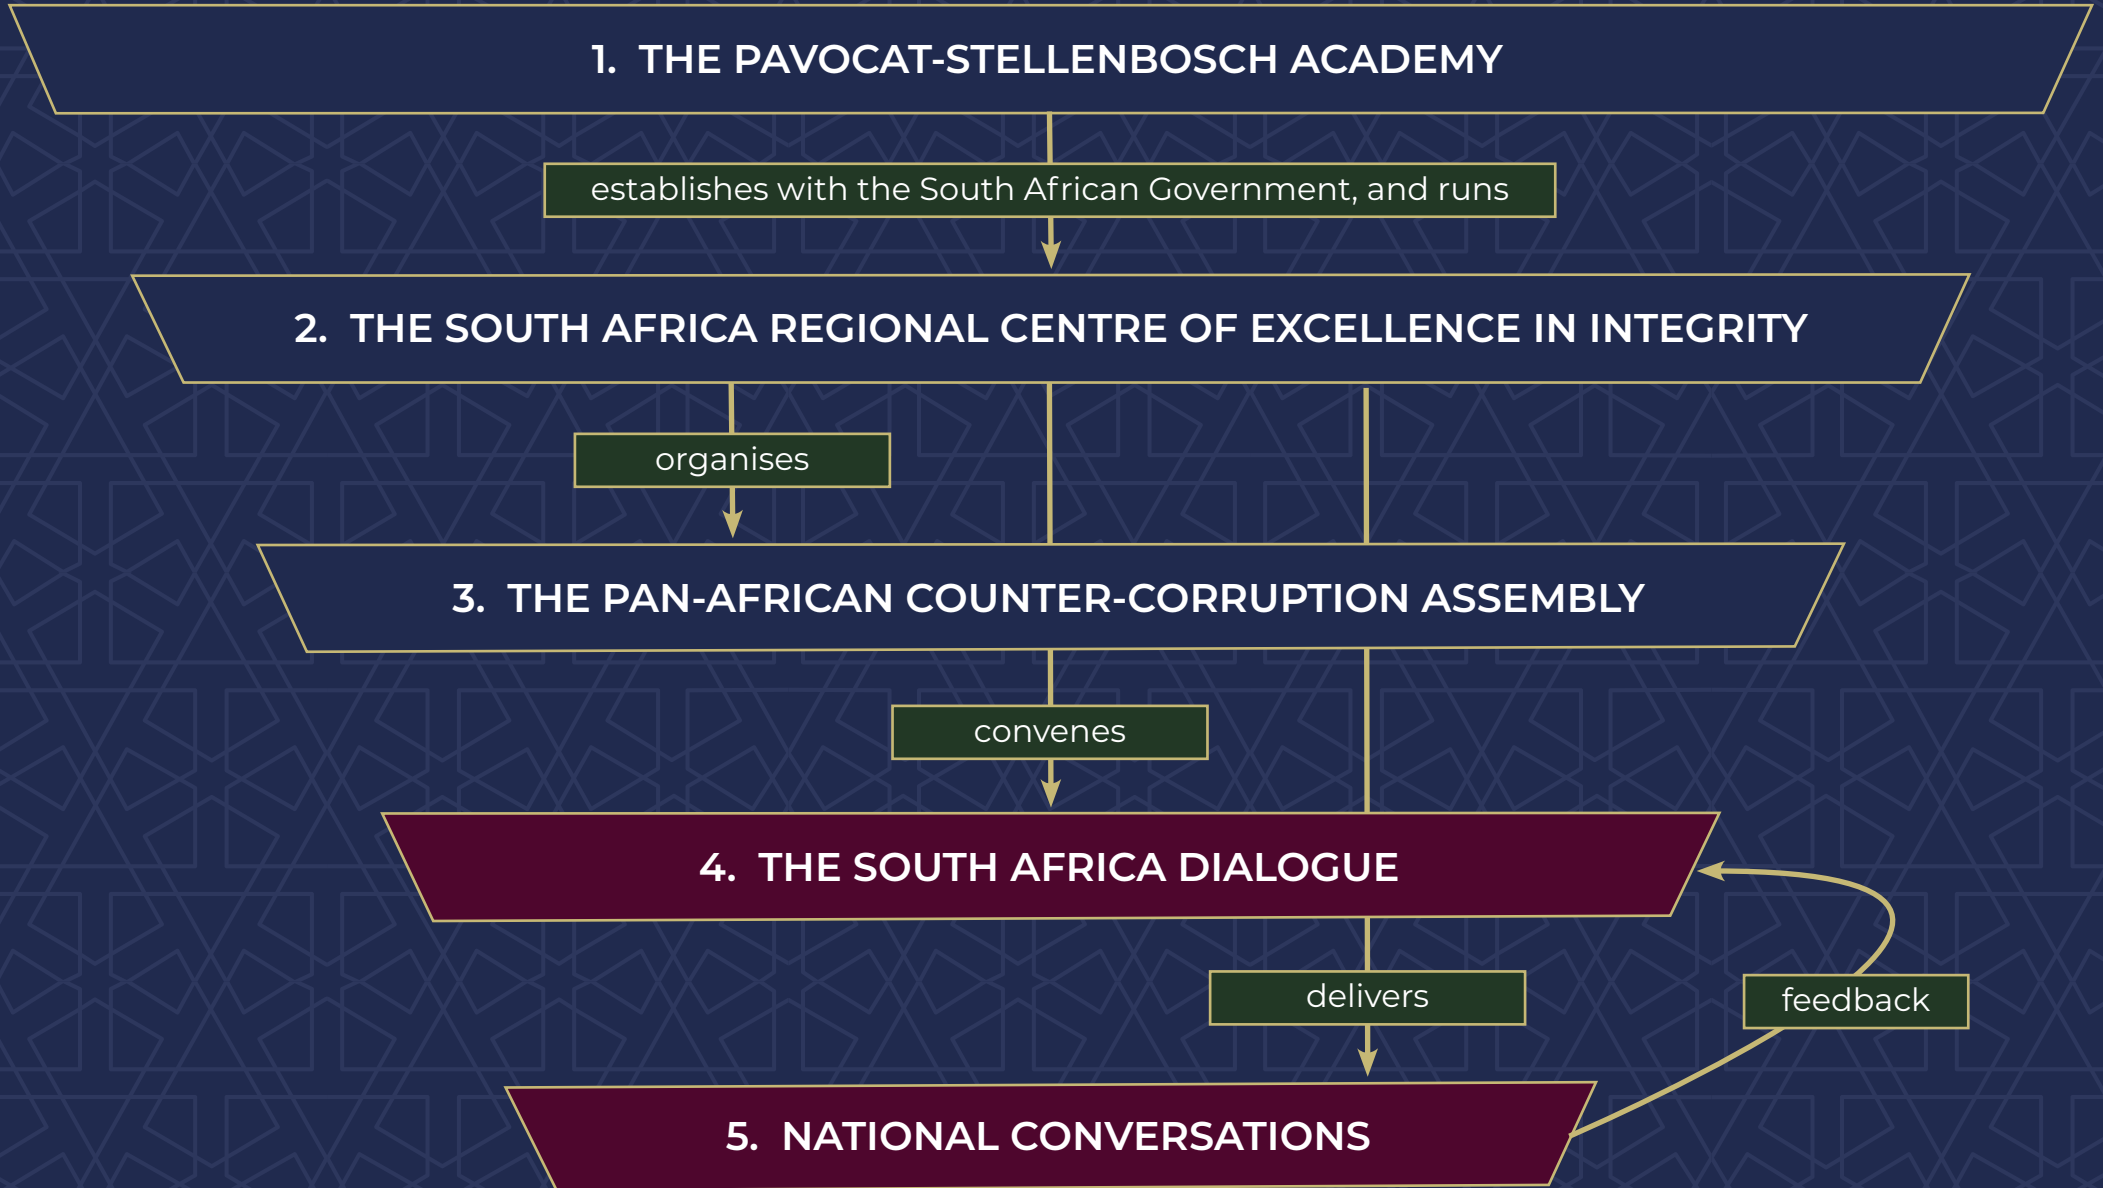 1. THE PAVOCAT-STELLENBOSCH ACADEMY
establishes with the South African Government, and runs
2. THE SOUTH AFRICA REGIONAL CENTRE OF EXCELLENCE IN INTEGRITY
organises
3. THE PAN-AFRICAN COUNTER-CORRUPTION ASSEMBLY
convenes
4. THE SOUTH AFRICA DIALOGUE
delivers
feedback
5. NATIONAL CONVERSATIONS